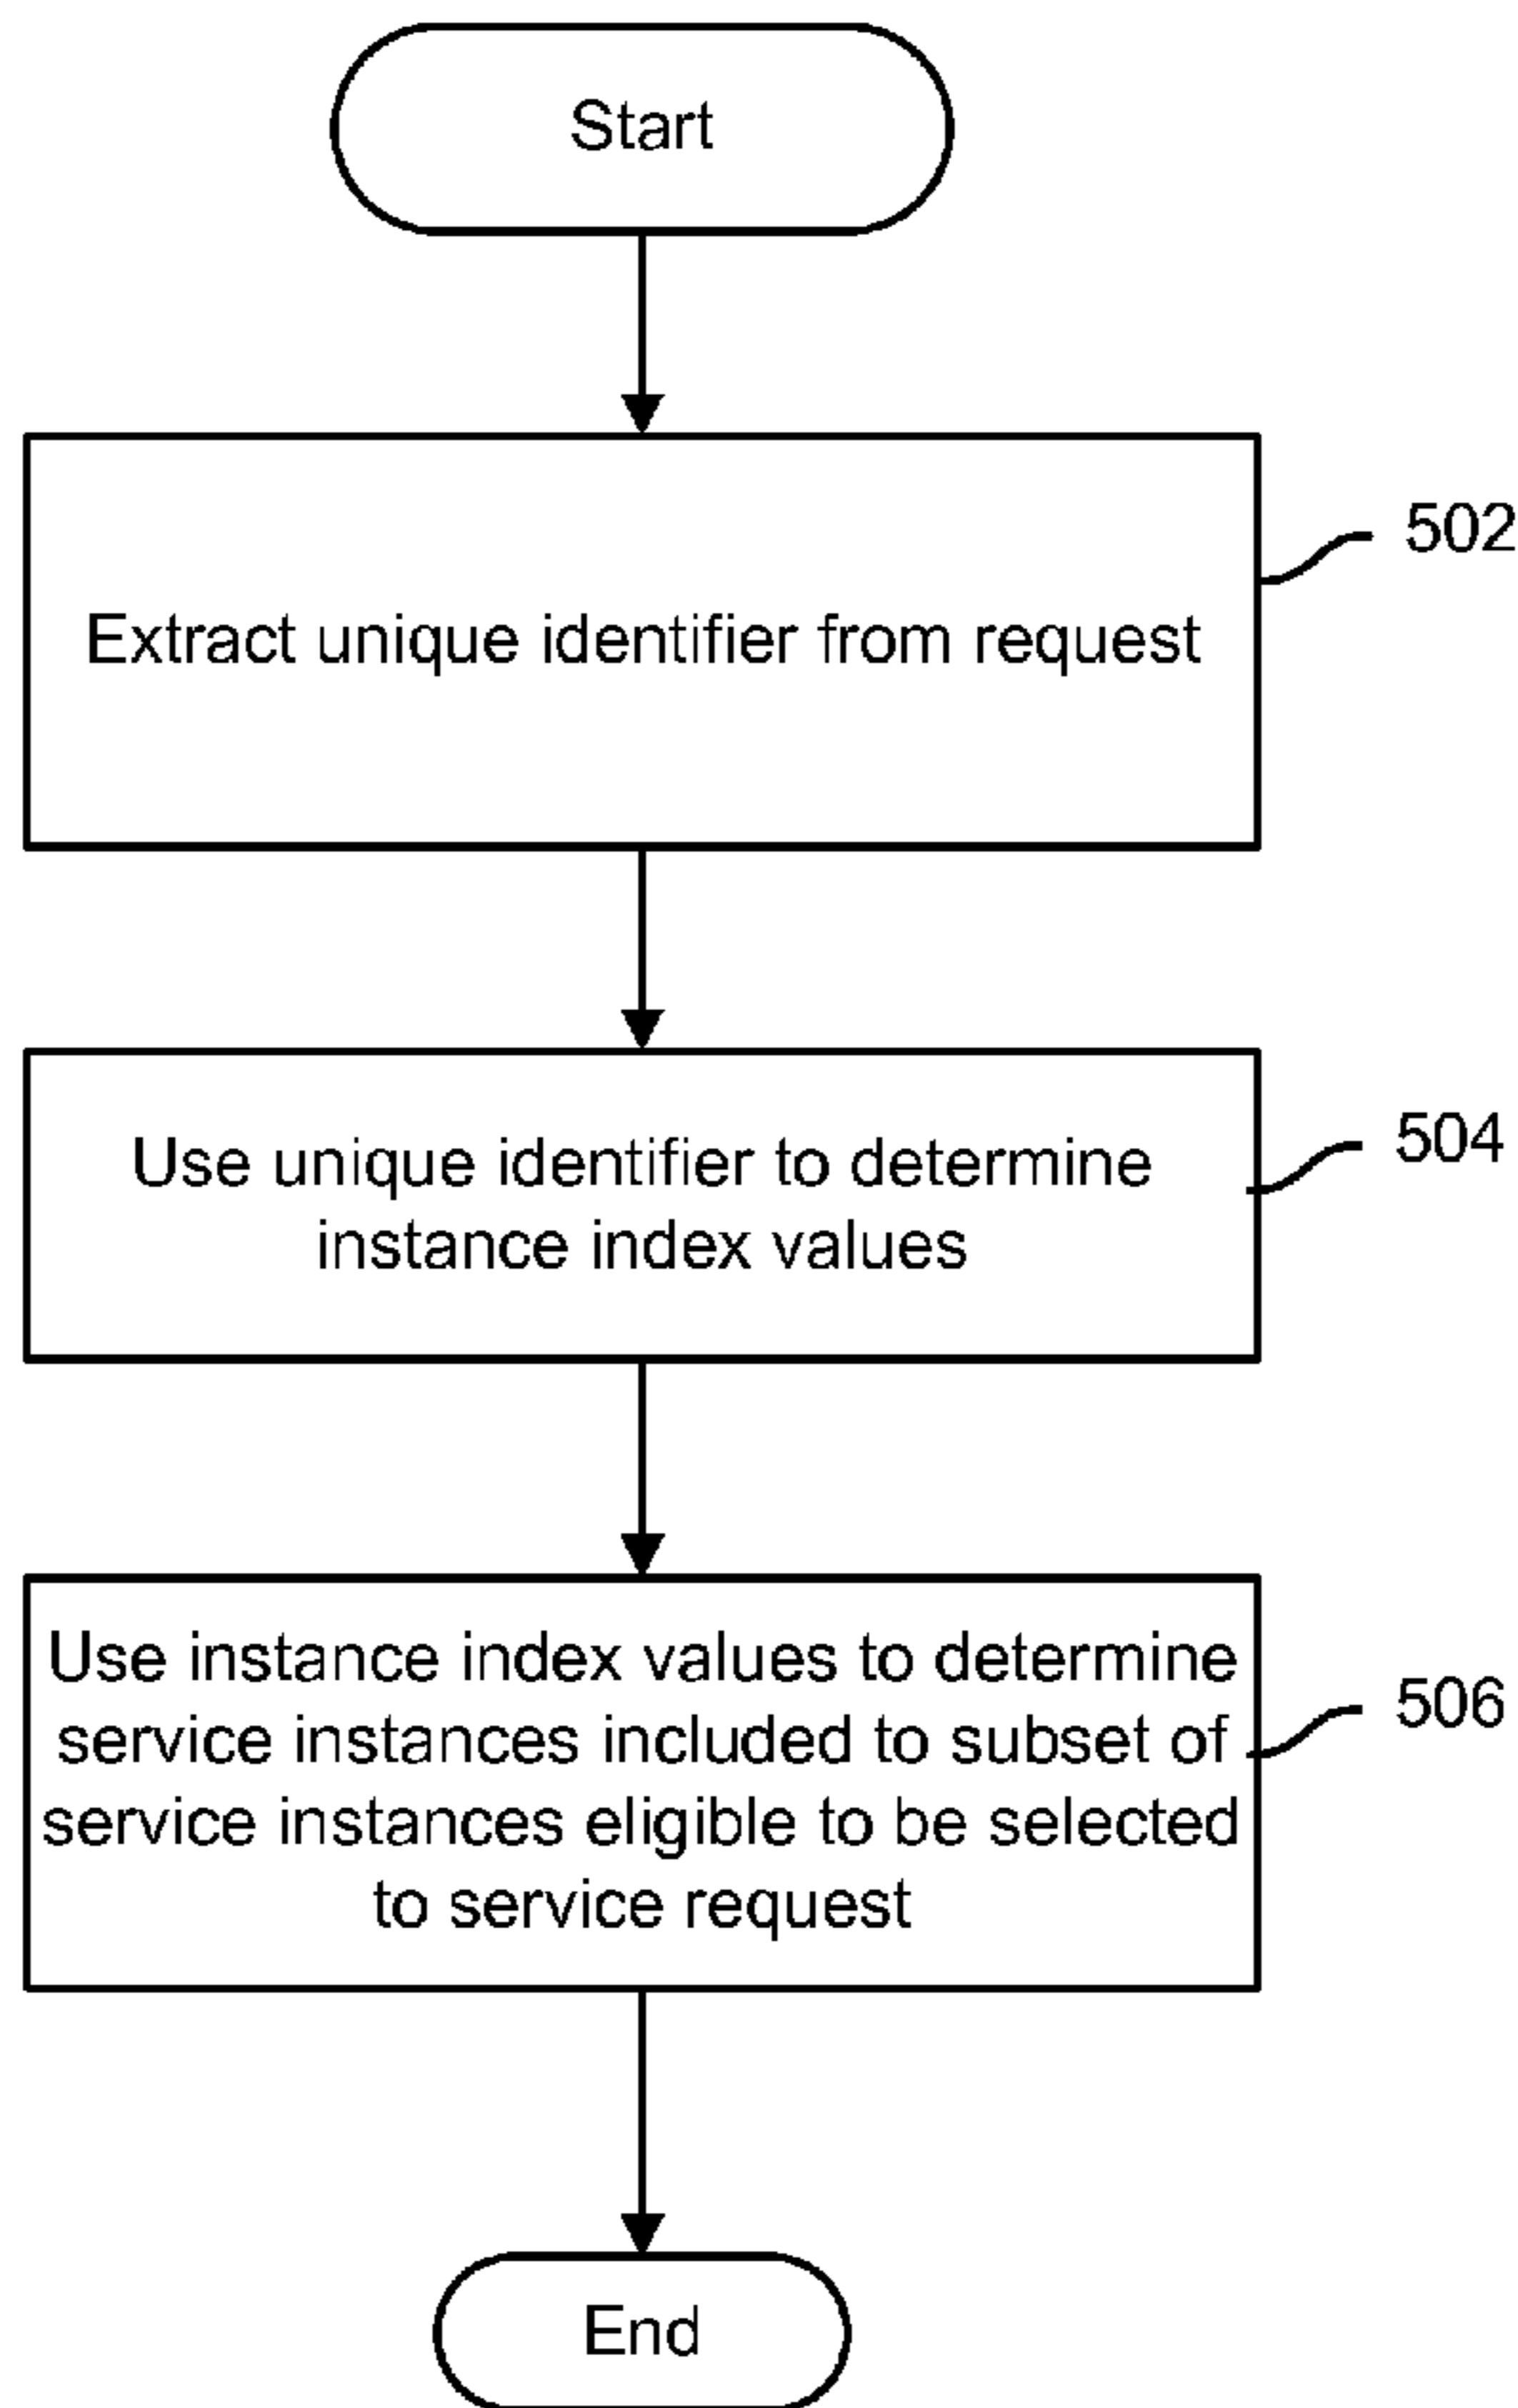 Start
502
Extract unique identifier from request
504
Use unique identifier to determine
instance index values
506
Use instance index values to determine
service instances included to subset of
service instances eligible to be selected
to service request
End